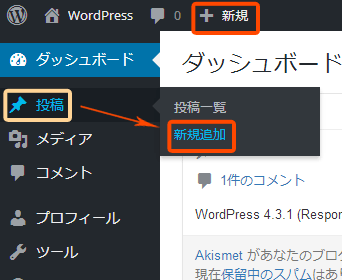 WordPress 0 新規
ダッシュボード
ダッシュボード
投稿
投稿一覧
新規追加
メディア
コメント
1件のコメント
プロフィール
WordPress 4.3.1 (Respon
ツール
Akismet があなたのブロ
現在保留中のスパムはあり